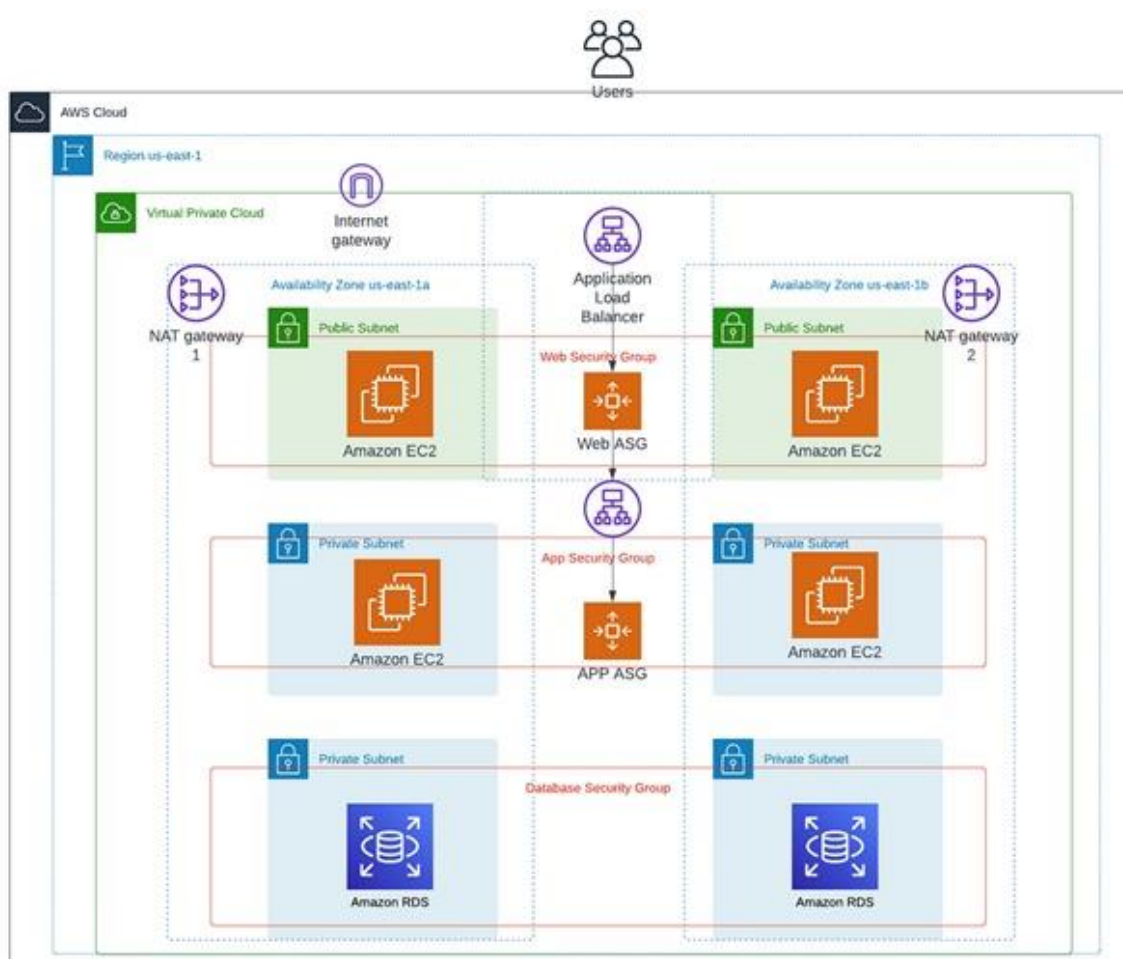 Users
AWS Cloud
Region us-east-1
Virtual Private Cloud
Internet
gateway
Application
Load
Balancer
Availability Zone us-east-1a
Availability Zone us-east-1b
NAT gateway
1
NAT gateway
2
Public Subnet
Public Subnet
Web Security Group
Amazon EC2
Web ASG
Amazon EC2
Private Subnet
Private Subnet
App Security Group
Amazon EC2
APP ASG
Amazon EC2
Private Subnet
Private Subnet
Database Security Group
Amazon RDS
Amazon RDS